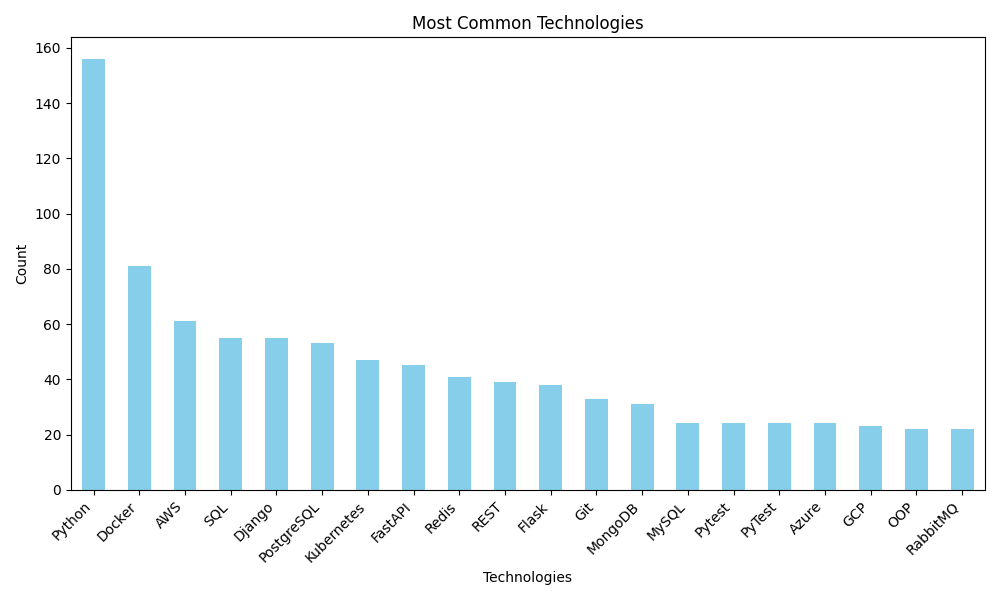 Most Common Technologies
Count
160
140
120
100
80
60
40
20
0
Python
Docker
AWS
SQL
Django
PostgreSQL
Kubernetes
FastAPI
Redis
REST
Flask
Git
MongoDB
MySQL
Pytest
PyTest
Azure
GCP
OOP
RabbitMQ
Technologies